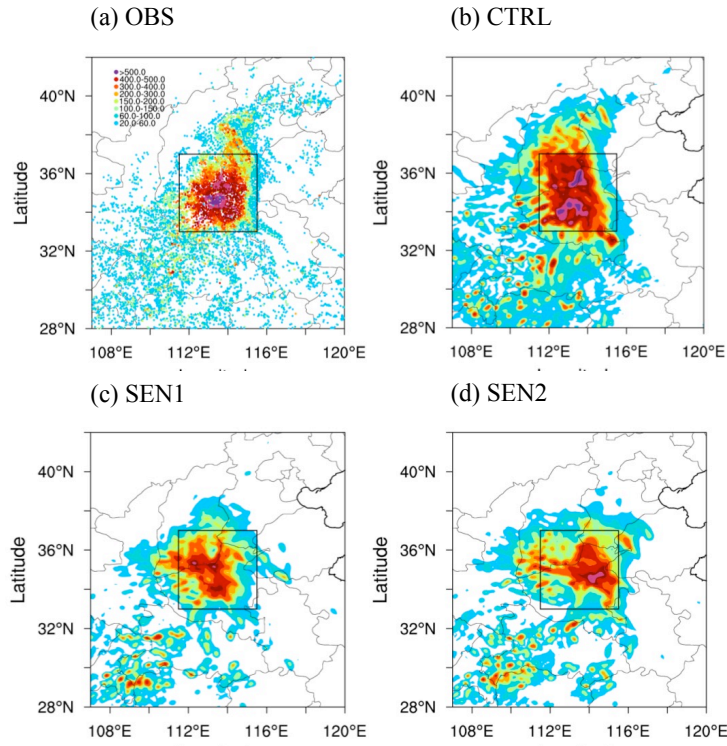 (a) OBS
(b) CTRL
>500.0
400.0-500.0
300.0-400.0
200.0-300.0
150.0-200.0
100.0-150.0
60.0-100.0
20.0-60.0
40°N
36°N
32°N
28°N
Latitude
108°E 112°E 116°E 120°E
40°N
36°N
32°N
28°N
Latitude
108°E 112°E 116°E 120°E
(c) SEN1
(d) SEN2
40°N
36°N
32°N
28°N
Latitude
108°E 112°E 116°E 120°E
40°N
36°N
32°N
28°N
Latitude
108°E 112°E 116°E 120°E